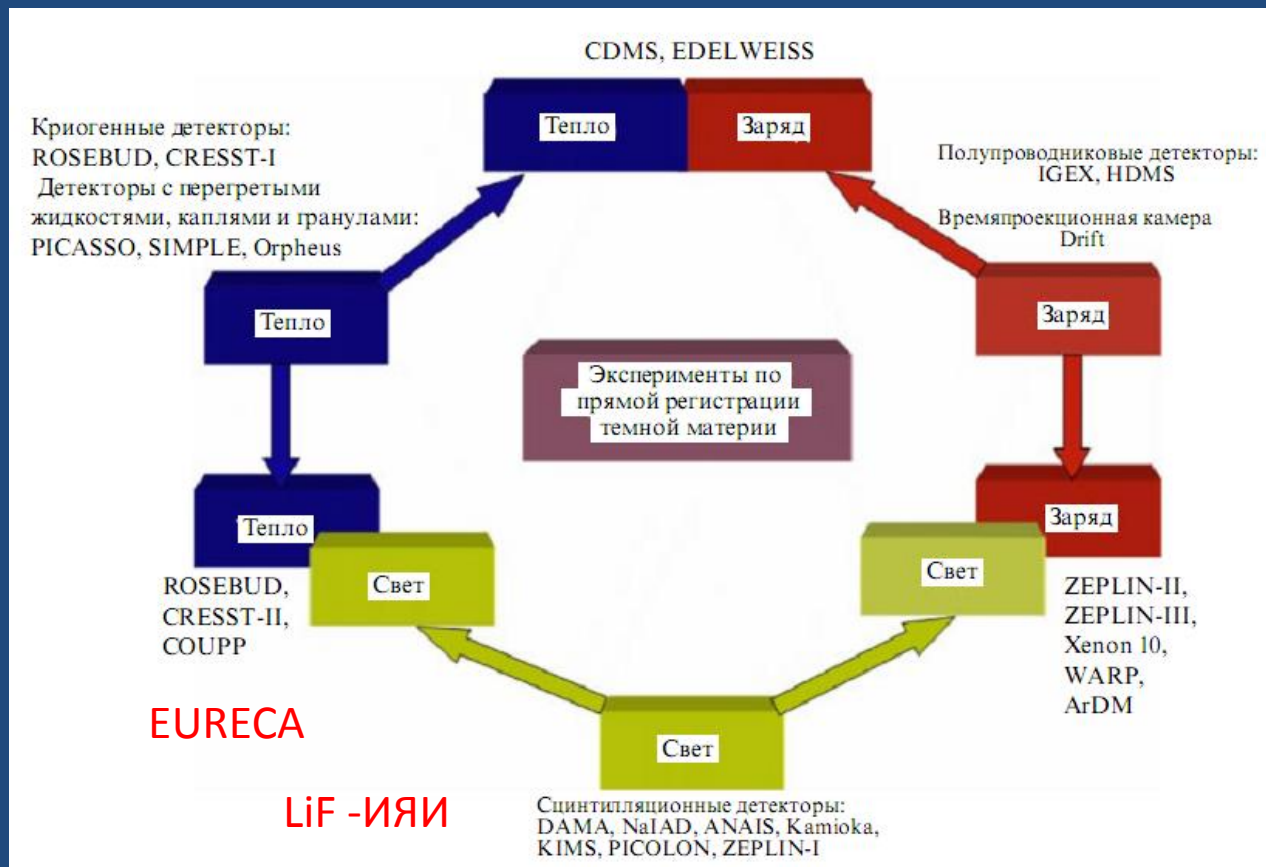 CDMS, EDELWEISS
Тепло
Заряд
Криогенные детекторы:
ROSEBUD, CRESST-I
Детекторы с перегретыми
жидкостями, каплями и гранулами:
PICASSO, SIMPLE, Orpheus
Полупроводниковые детекторы:
IGEX, HDMS
Времяпроекционная камера
Drift
Тепло
Заряд
Эксперименты по
прямой регистрации
темной материи
Тепло
Свет
Свет
Заряд
ROSEBUD,
CRESST-II,
COUPP
ZEPLIN-II,
ZEPLIN-III,
Xenon 10,
WARP,
ArDM
EURECA
Свет
LiF -ИЯИ
Сцинтилляционные детекторы:
DAMA, NaIAD, ANAIS, Kamioka,
KIMS, PICOLON, ZEPLIN-I